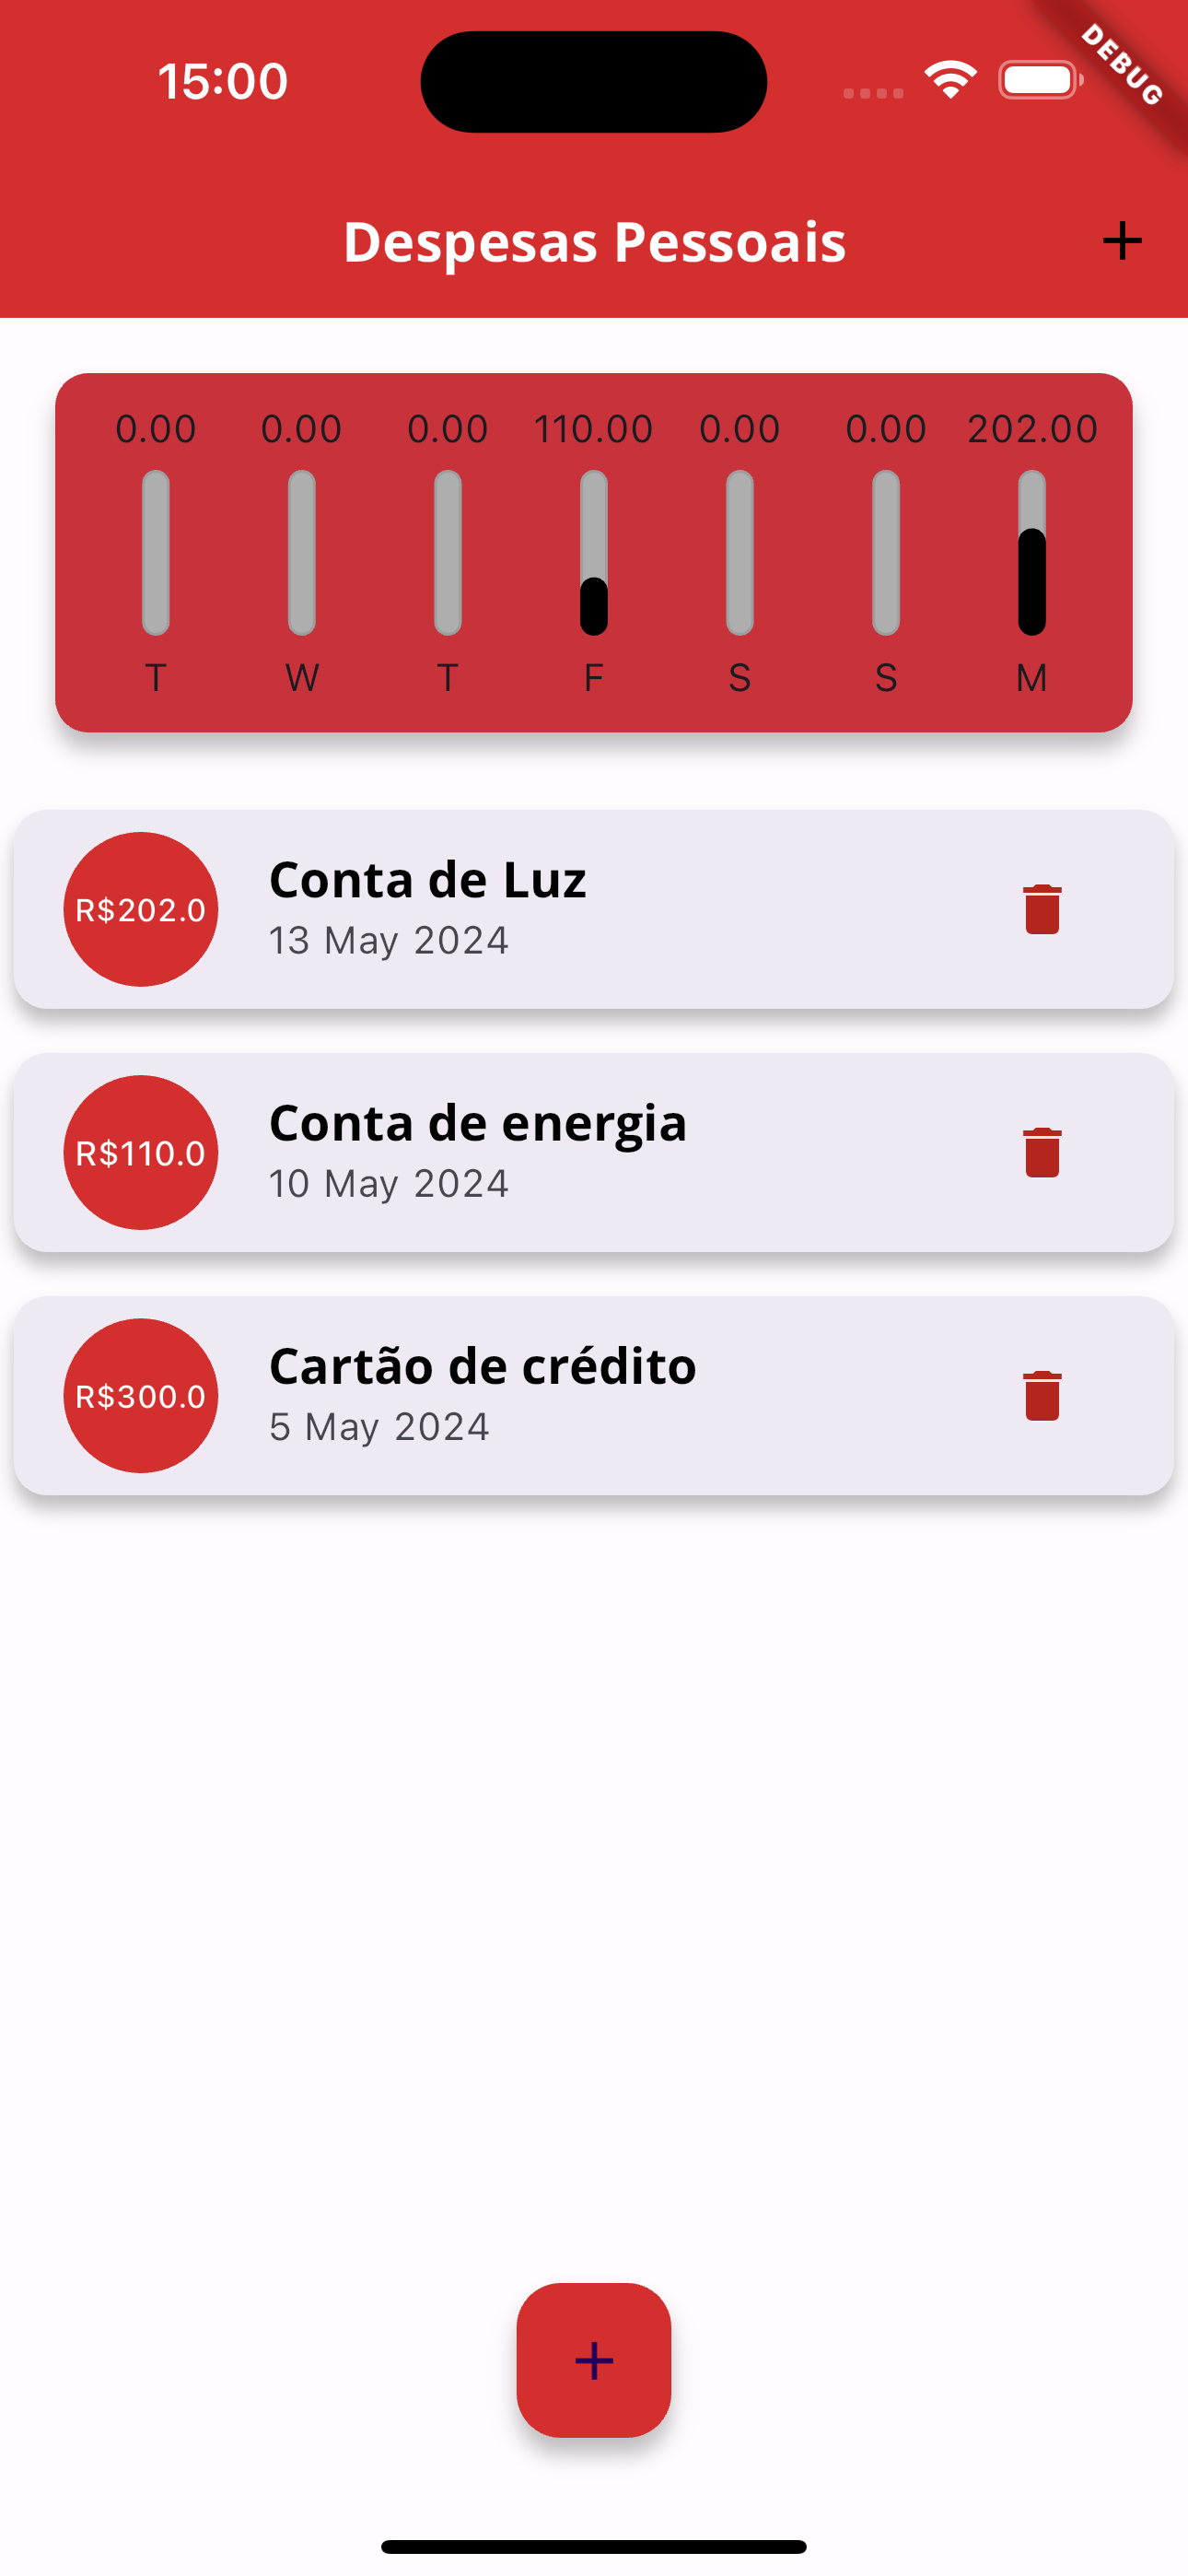 15:00
DEBUG
Despesas Pessoais
0.00 0.00 0.00 110.00 0.00 0.00 202.00
T W T F S S M
R$202.0
Conta de Luz
13 May 2024
R$110.0
Conta de energia
10 May 2024
R$300.0
Cartão de crédito
5 May 2024